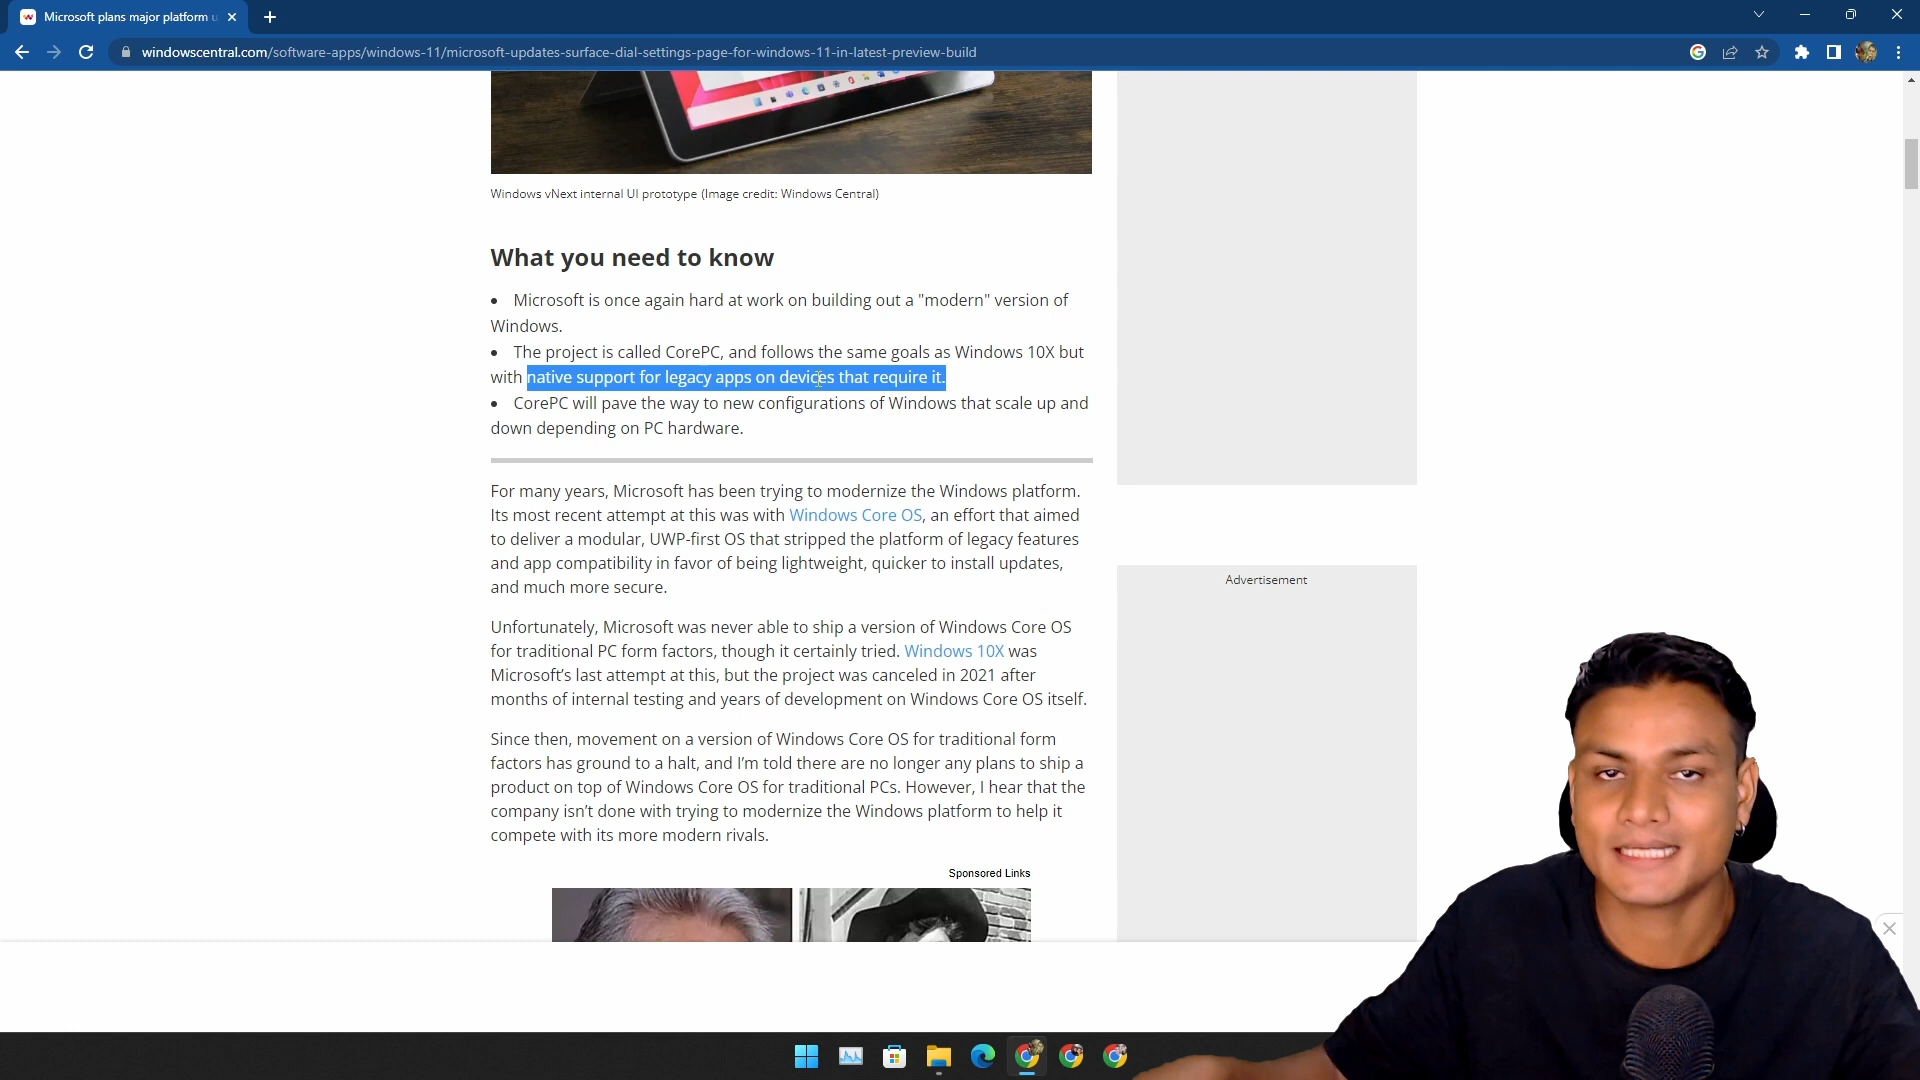 Microsoft plans major platform u
windowscentral.com/software-apps/windows-11/microsoft-updates-surface-dial-settings-page-for-windows-11-in-latest-preview-build
Windows vNext internal UI prototype (Image credit: Windows Central)
What you need to know
• Microsoft is once again hard at work on building out a "modern" version of
Windows.
• The project is called CorePC, and follows the same goals as Windows 10X but
with native support for legacy apps on devices that require it.
• CorePC will pave the way to new configurations of Windows that scale up and
down depending on PC hardware.
For many years, Microsoft has been trying to modernize the Windows platform.
Its most recent attempt at this was with Windows Core OS, an effort that aimed
to deliver a modular, UWP-first OS that stripped the platform of legacy features
and app compatibility in favor of being lightweight, quicker to install updates,
and much more secure.
Unfortunately, Microsoft was never able to ship a version of Windows Core OS
for traditional PC form factors, though it certainly tried. Windows 10X was
Microsoft’s last attempt at this, but the project was canceled in 2021 after
months of internal testing and years of development on Windows Core OS itself.
Since then, movement on a version of Windows Core OS for traditional form
factors has ground to a halt, and I’m told there are no longer any plans to ship a
product on top of Windows Core OS for traditional PCs. However, I hear that the
company isn’t done with trying to modernize the Windows platform to help it
compete with its more modern rivals.
Sponsored Links
Advertisement